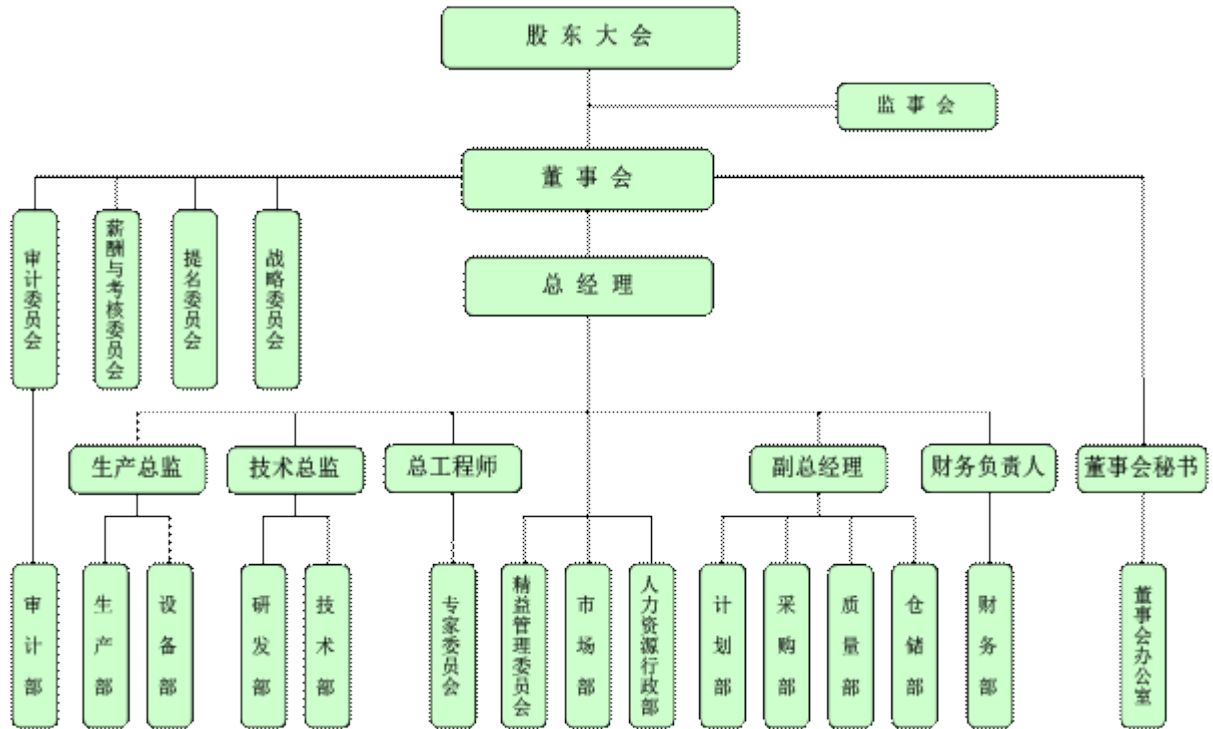 股东大会
监事会
董事会
总经理
审计委员会
薪酬与考核委员会
提名委员会
战略委员会
生产总监
技术总监
总工程师
副总经理
财务负责人
董事会秘书
审计部
生产部
设备部
研发部
技术部
专家委员会
精益管理委员会
市场部
人力资源行政部
计划部
采购部
质量部
仓储部
财务部
董事会办公室